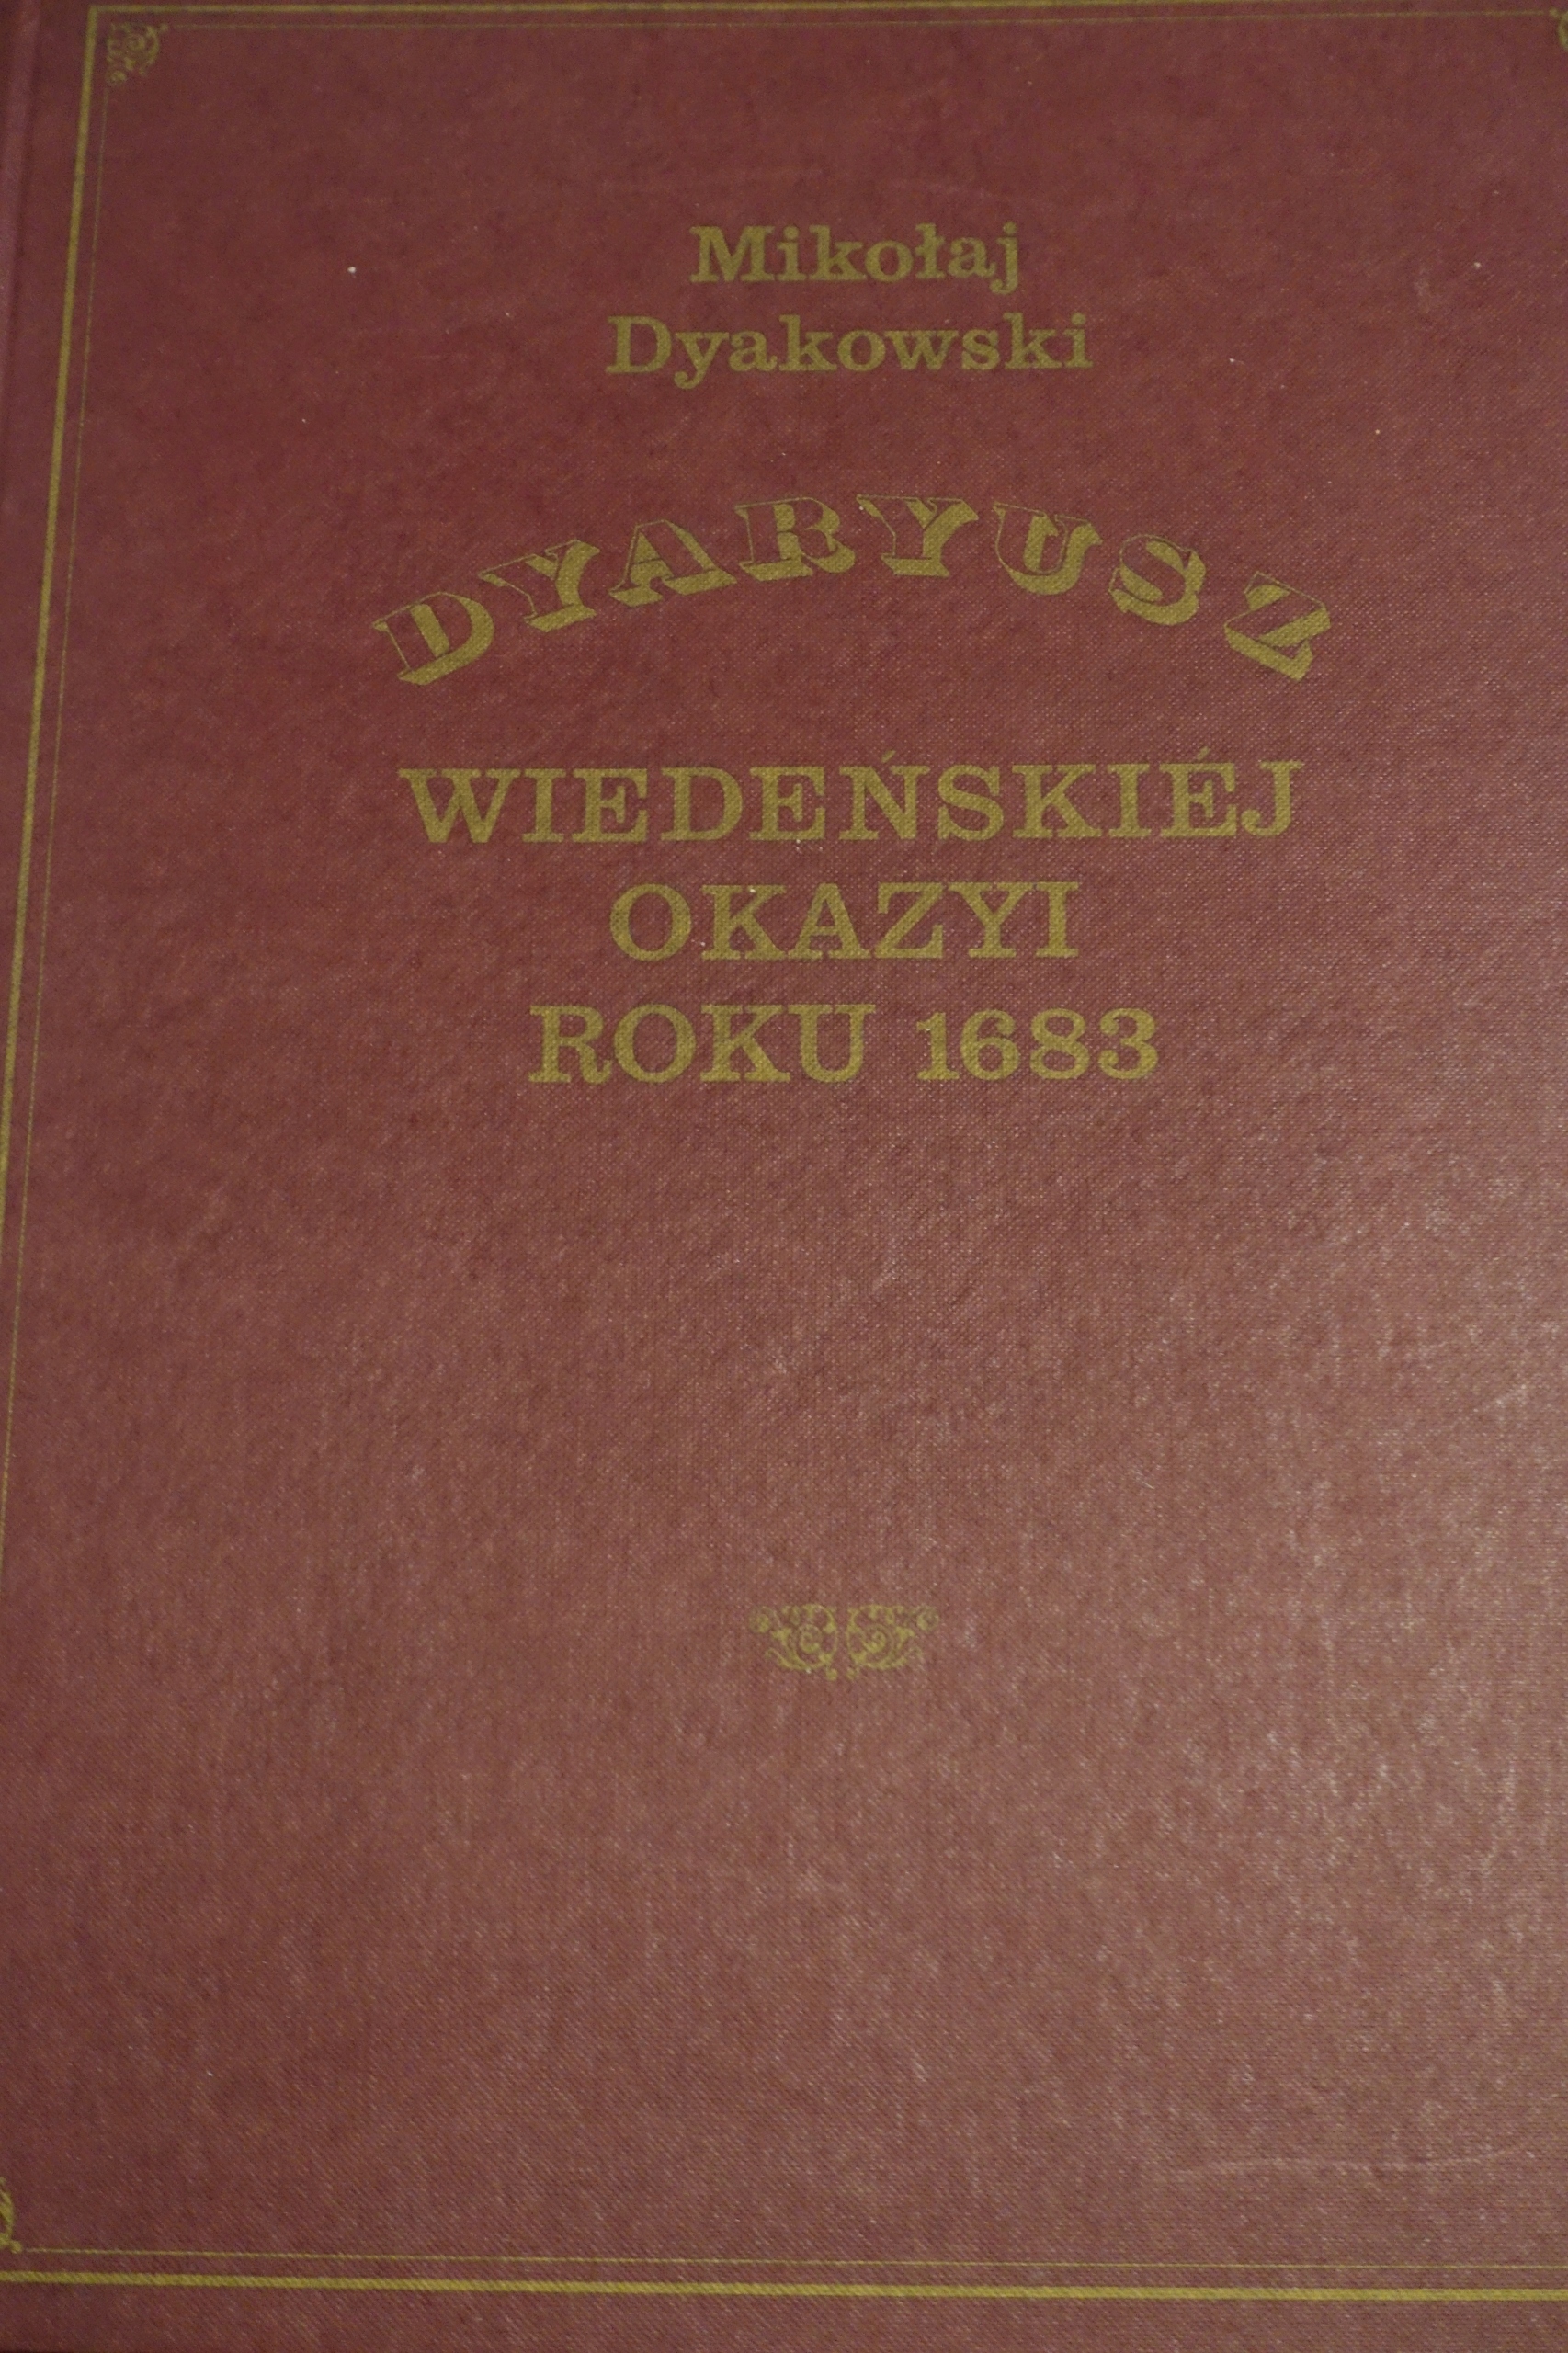 Mikołaj
Dyakowski
DYARYUSZ
WIEDEŃSKIÉJ
OKAZYI
ROKU 1683